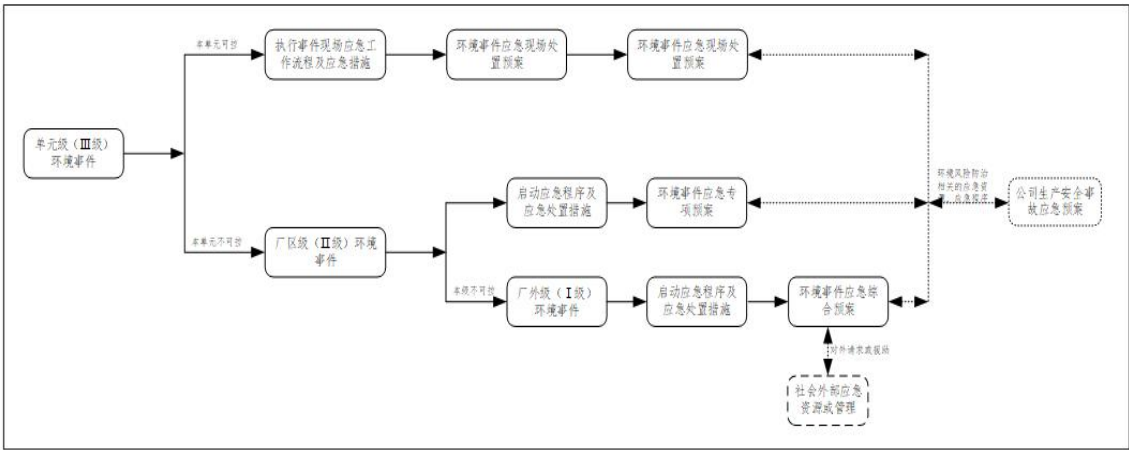 本单元可控
执行事件现场应急工
作流程及应急措施
环境事件应急现场处
置预案
环境事件应急现场处
置预案
单元级（Ⅲ级）
环境事件
启动应急程序及
应急处置措施
环境事件应急专
项预案
环境风险防治
相关的应急资
源、应急程序
公司生产安全事
故应急预案
本单元不可控
厂区级（Ⅱ级）环境
事件
本级不可控
厂外级（Ⅰ级）
环境事件
启动应急程序及
应急处置措施
环境事件应急综
合预案
对外请求或援助
社会外部应急
资源或管理